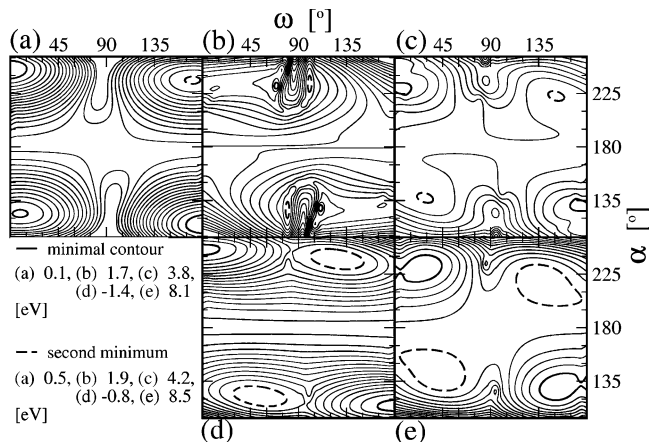 ω [°]
(a) 45 90 135 (b) 45 90 135 (c) 45 90 135
225
180
135
α [°]
225
180
135
minimal contour
(a) 0.1, (b) 1.7, (c) 3.8,
(d) -1.4, (e) 8.1
[eV]
second minimum
(a) 0.5, (b) 1.9, (c) 4.2,
(d) -0.8, (e) 8.5
[eV]
(d) (e)